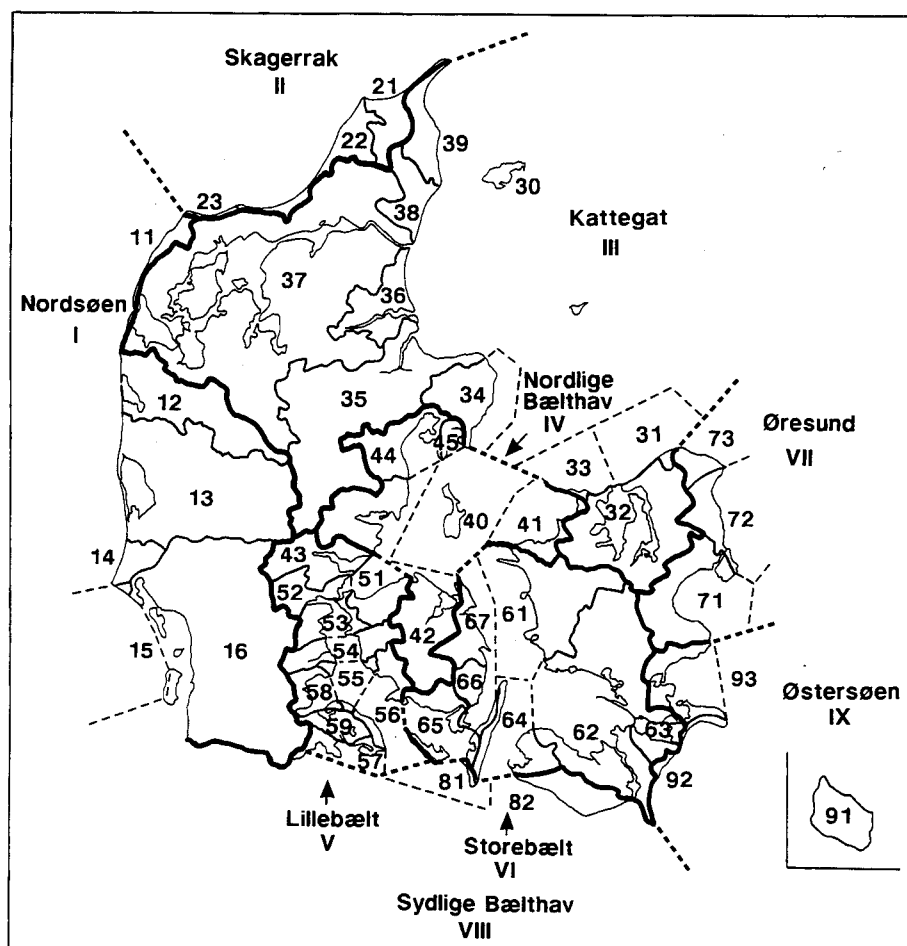 Skagerrak
II
21
22
39
30
23
11
38
Kattegat
III
37
36
Nordsøen
I
12
35
34
Nordlige
Bælthav
IV
31
73
Øresund
VII
45
44
33
13
40
41
32
72
14
43
51
52
61
71
53
42
67
15
16
54
55
66
93
58
56
Østersøen
IX
59
65
64
62
63
57
81
92
82
91
Lillebælt
V
Storebælt
VI
Sydlige Bælthav
VIII